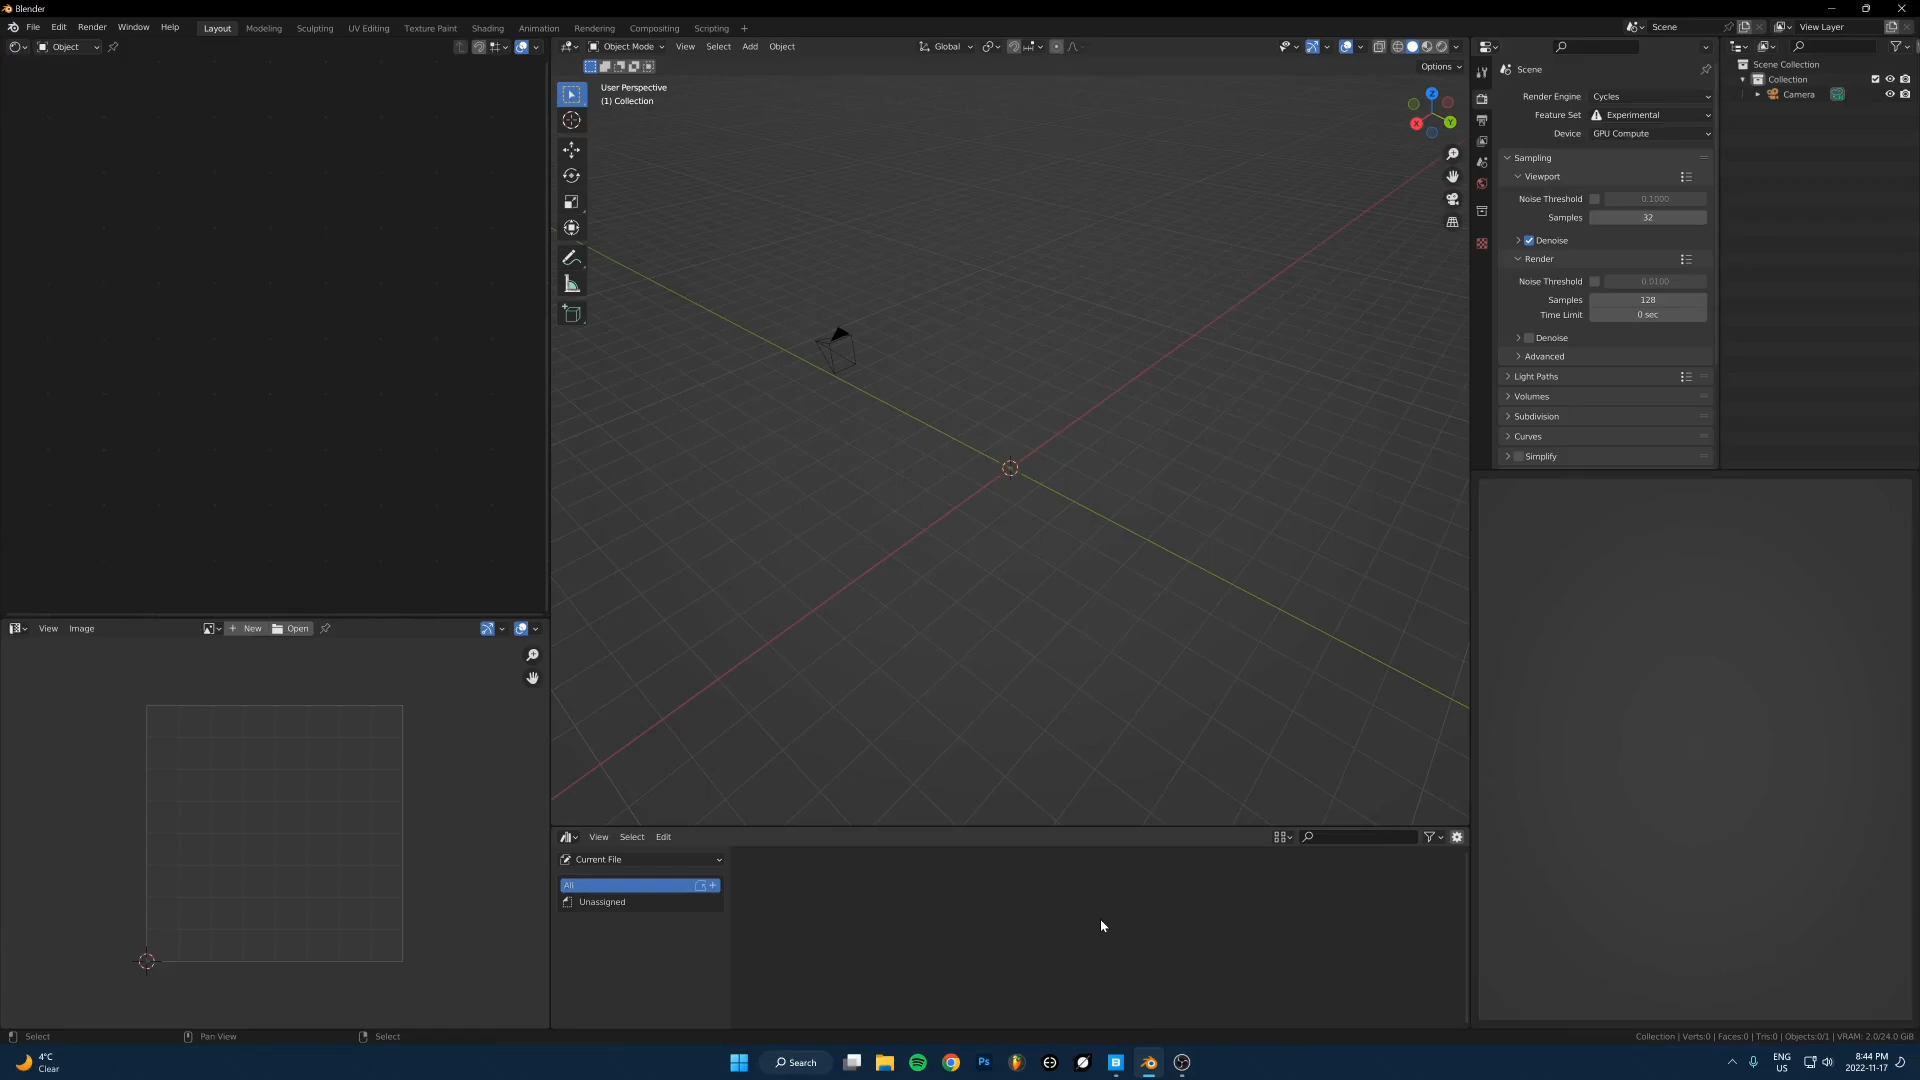 Blender
File Edit Render Window Help Layout Modeling Sculpting UV Editing Texture Paint Shading Animation Rendering Compositing Scripting +
Scene View Layer
Object
Object Mode View Select Add Object Global
Options
User Perspective
(1) Collection
Z
X Y
Scene
Render Engine Cycles
Feature Set Experimental
Device GPU Compute
Sampling
Viewport
Noise Threshold 0.1000
Samples 32
Denoise
Render
Noise Threshold 0.0100
Samples 128
Time Limit 0 sec
Denoise
Advanced
Light Paths
Volumes
Subdivision
Curves
Simplify
Scene Collection
Collection
Camera
View Image + New Open
View Select Edit
Current File
All +
Unassigned
Select Pan View Select
Collection | Verts:0 | Faces:0 | Tris:0 | Objects:0/1 | VRAM: 2.0/24.0 GiB
4°C
Clear
Search
Ps
ENG
US
8:44 PM
2022-11-17